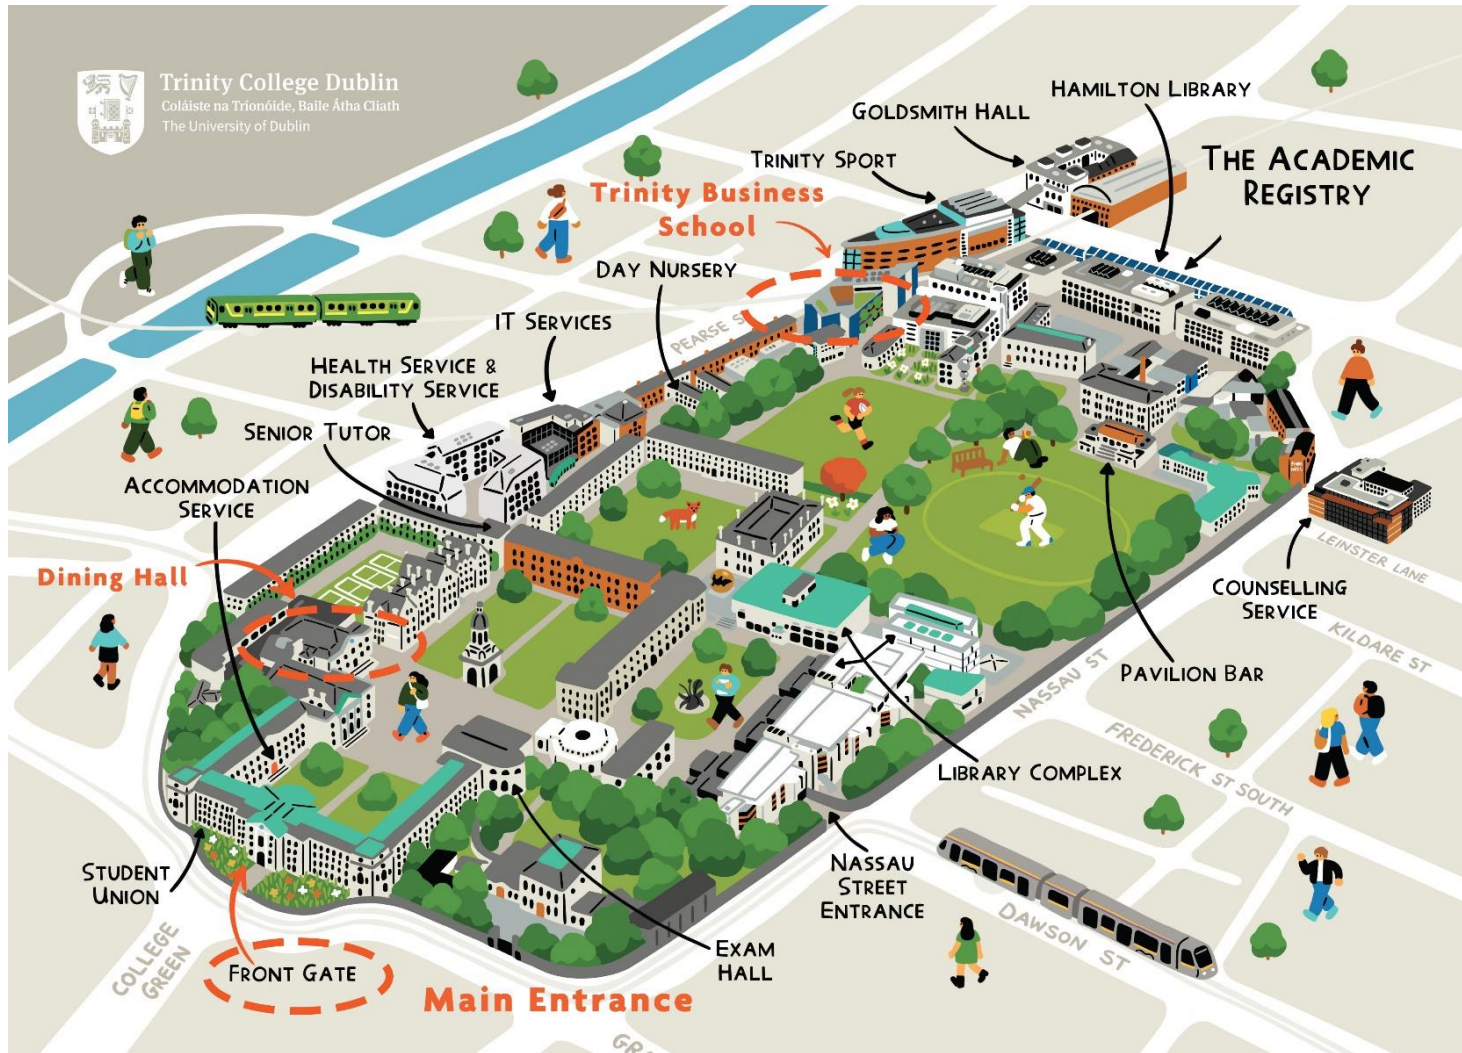 Trinity College Dublin
Coláiste na Tríonóide, Baile Átha Cliath
The University of Dublin
HAMILTON LIBRARY
GOLDSMITH HALL
TRINITY SPORT
THE ACADEMIC
REGISTRY
Trinity Business
School
DAY NURSERY
IT SERVICES
PEARSE S
HEALTH SERVICE &
DISABILITY SERVICE
SENIOR TUTOR
ACCOMMODATION
SERVICE
Dining Hall
LEINSTER LANE
COUNSELLING
SERVICE
KILDARE ST
PAVILION BAR
NASSAU ST
FREDERICK ST SOUTH
LIBRARY COMPLEX
STUDENT
UNION
NASSAU
STREET
ENTRANCE
DAWSON ST
EXAM
HALL
COLLEGE
GREEN
FRONT GATE
Main Entrance